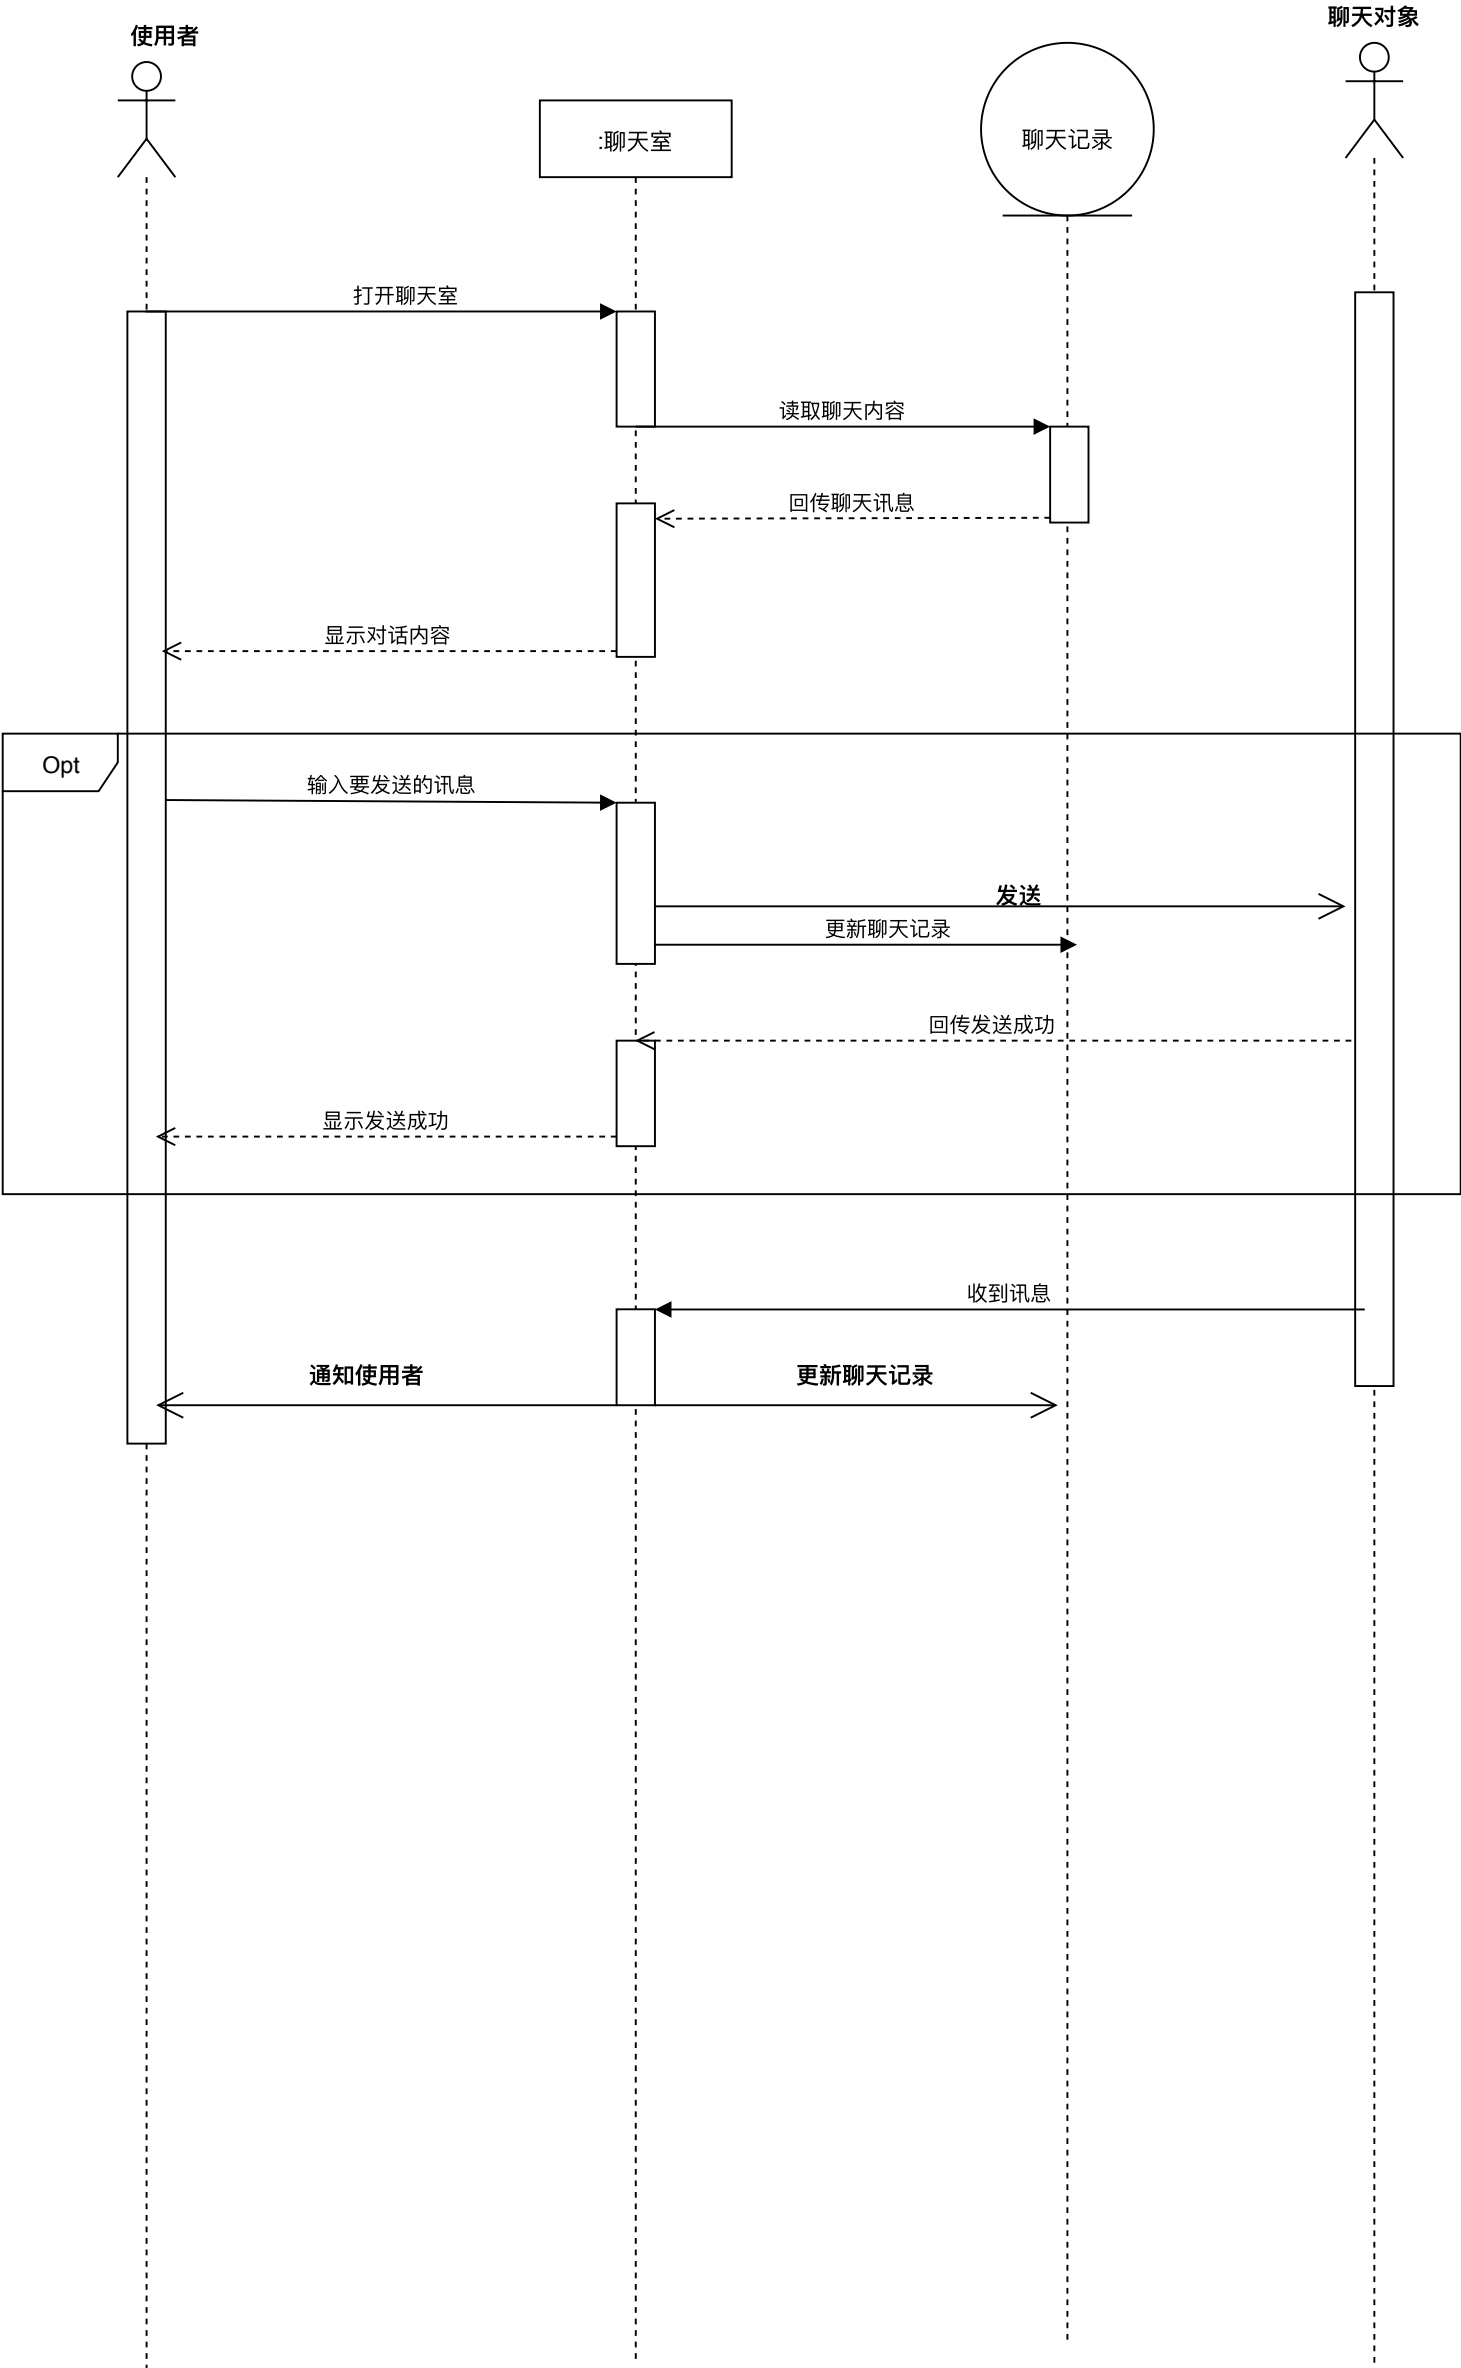 使用者
聊天对象
:聊天室
聊天记录
打开聊天室
读取聊天内容
回传聊天讯息
显示对话内容
Opt
输入要发送的讯息
发送
更新聊天记录
回传发送成功
显示发送成功
收到讯息
通知使用者
更新聊天记录